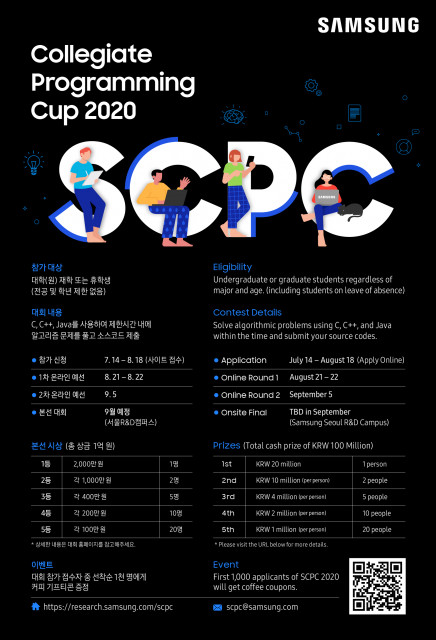 SAMSUNG
Collegiate
Programming
Cup 2020
SCPC
SAMSUNG
참가 대상
대학(원) 재학 또는 휴학생
(전공 및 학년 제한 없음)
대회 내용
C, C++, Java를 사용하여 제한시간 내에
알고리즘 문제를 풀고 소스코드 제출
• 참가 신청 7. 14 – 8. 18 (사이트 접수)
• 1차 온라인 예선 8. 21 – 8. 22
• 2차 온라인 예선 9. 5
• 본선 대회 9월 예정
(서울R&D캠퍼스)
본선 시상 (총 상금 1억 원)
1등 2,000만 원 1명
2등 각 1,000만 원 2명
3등 각 400만 원 5명
4등 각 200만 원 10명
5등 각 100만 원 20명
* 상세한 내용은 대회 홈페이지를 참고해주세요.
이벤트
대회 참가 접수자 중 선착순 1천 명에게
커피 기프티콘 증정
https://research.samsung.com/scpc
Eligibility
Undergraduate or graduate students regardless of
major and age. (including students on leave of absence)
Contest Details
Solve algorithmic problems using C, C++, and Java
within the time and submit your source codes.
• Application July 14 – August 18 (Apply Online)
• Online Round 1 August 21 – 22
• Online Round 2 September 5
• Onsite Final TBD in September
(Samsung Seoul R&D Campus)
Prizes (Total cash prize of KRW 100 Million)
1st KRW 20 million 1 person
2nd KRW 10 million (per person) 2 people
3rd KRW 4 million (per person) 5 people
4th KRW 2 million (per person) 10 people
5th KRW 1 million (per person) 20 people
* Please visit the URL below for more details.
Event
First 1,000 applicants of SCPC 2020
will get coffee coupons.
scpc@samsung.com